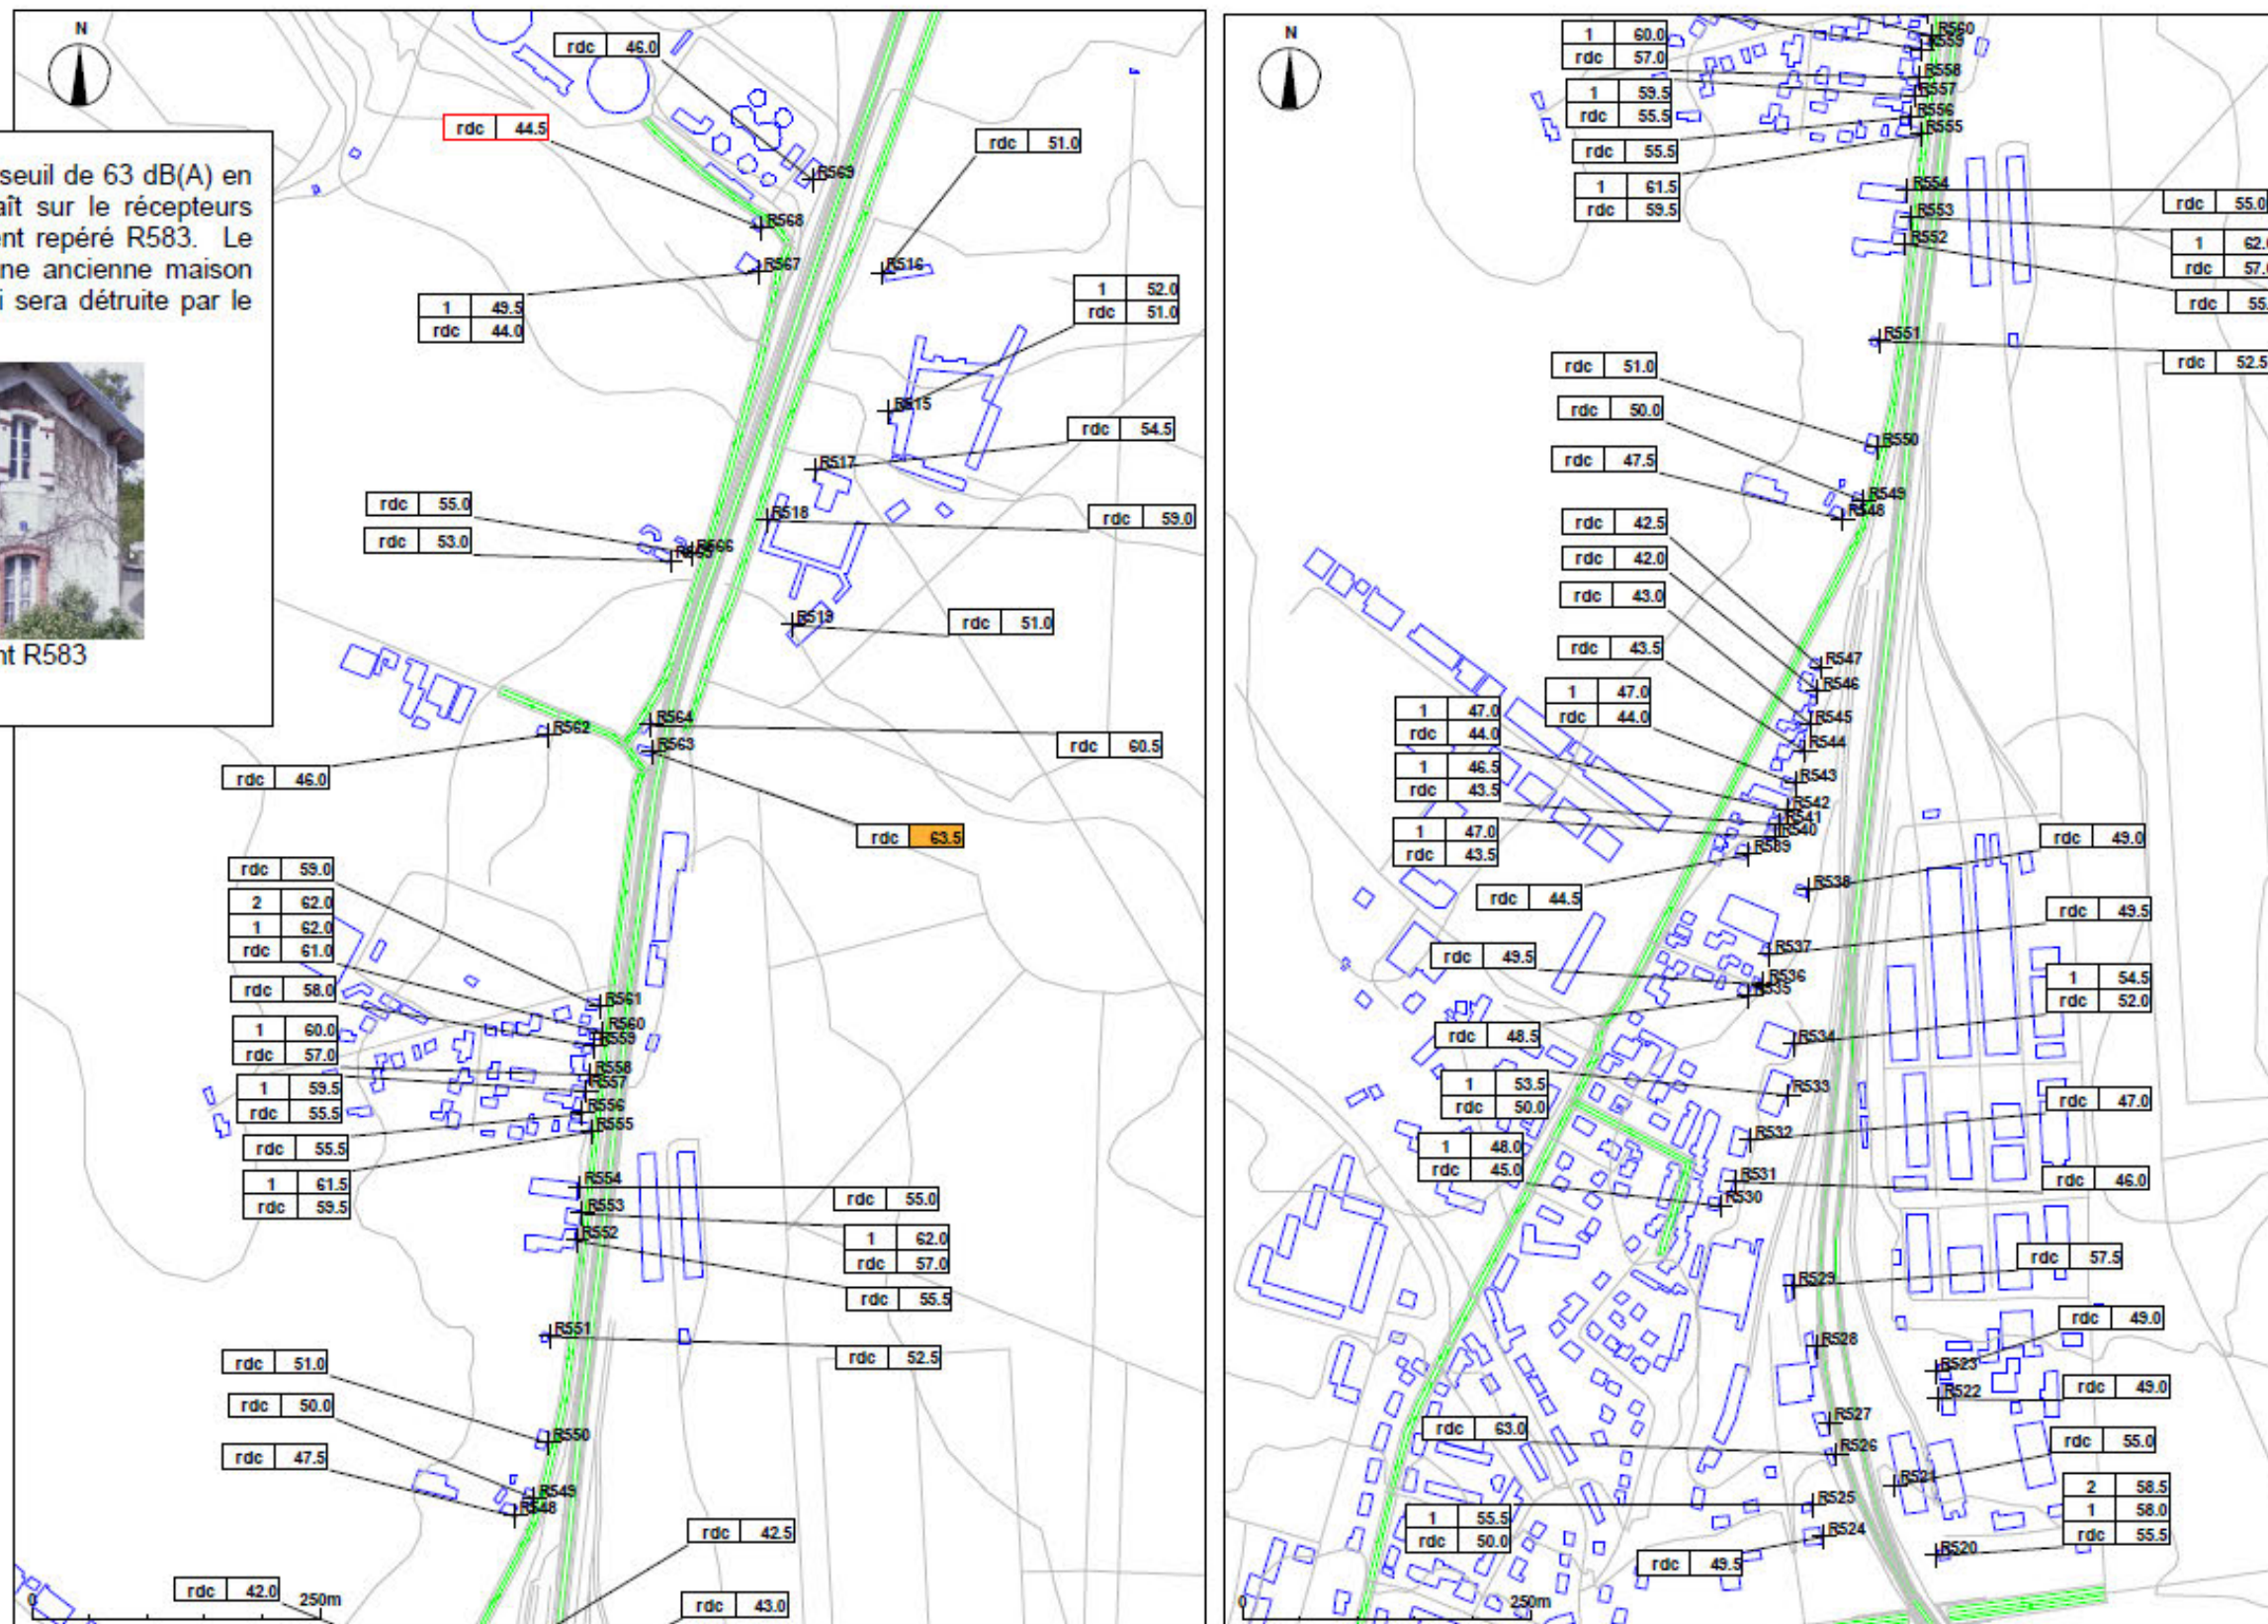 seuil de 63 dB(A) en
aît sur le récepteurs
ent repéré R583. Le
ne ancienne maison
i sera détruite par le
nt R583
N
rdc 46.0
rdc 44.5
rdc 51.0
R569
R568
R567
R516
1 49.5
rdc 44.0
1 52.0
rdc 51.0
R515
rdc 54.5
R517
rdc 55.0
R518
rdc 59.0
rdc 53.0
R566
R565
R519
rdc 51.0
R562
R564
R563
rdc 60.5
rdc 46.0
rdc 63.5
rdc 59.0
2 62.0
1 62.0
rdc 61.0
rdc 58.0
R561
R560
R559
1 60.0
rdc 57.0
R558
R557
1 59.5
rdc 55.5
R556
R555
rdc 55.5
1 61.5
rdc 59.5
R554
rdc 55.0
R553
R552
1 62.0
rdc 57.0
rdc 55.5
R551
rdc 52.5
rdc 51.0
rdc 50.0
R550
rdc 47.5
R549
R548
rdc 42.5
rdc 42.0
0 250m
rdc 43.0
N
1 60.0
rdc 57.0
R560
R559
R558
R557
1 59.5
rdc 55.5
R556
R555
rdc 55.5
1 61.5
rdc 59.5
R554
rdc 55.0
R553
R552
1 62.
rdc 57.
rdc 55.
R551
rdc 52.5
rdc 51.0
rdc 50.0
R550
rdc 47.5
R549
R548
rdc 42.5
rdc 42.0
rdc 43.0
rdc 43.5
R547
R546
R545
R544
1 47.0
rdc 44.0
1 47.0
rdc 44.0
R543
1 46.5
rdc 43.5
R542
R541
R540
1 47.0
rdc 43.5
R539
rdc 49.0
rdc 44.5
R538
rdc 49.5
R537
rdc 49.5
R536
R535
1 54.5
rdc 52.0
rdc 48.5
R534
1 53.5
rdc 50.0
R533
rdc 47.0
1 48.0
rdc 45.0
R532
R531
rdc 46.0
R530
rdc 57.5
R529
rdc 49.0
R528
R523
R522
rdc 49.0
rdc 63.0
R527
R526
rdc 55.0
R521
2 58.5
1 58.0
rdc 55.5
1 55.5
rdc 50.0
R525
R524
rdc 49.5
R520
0 250m